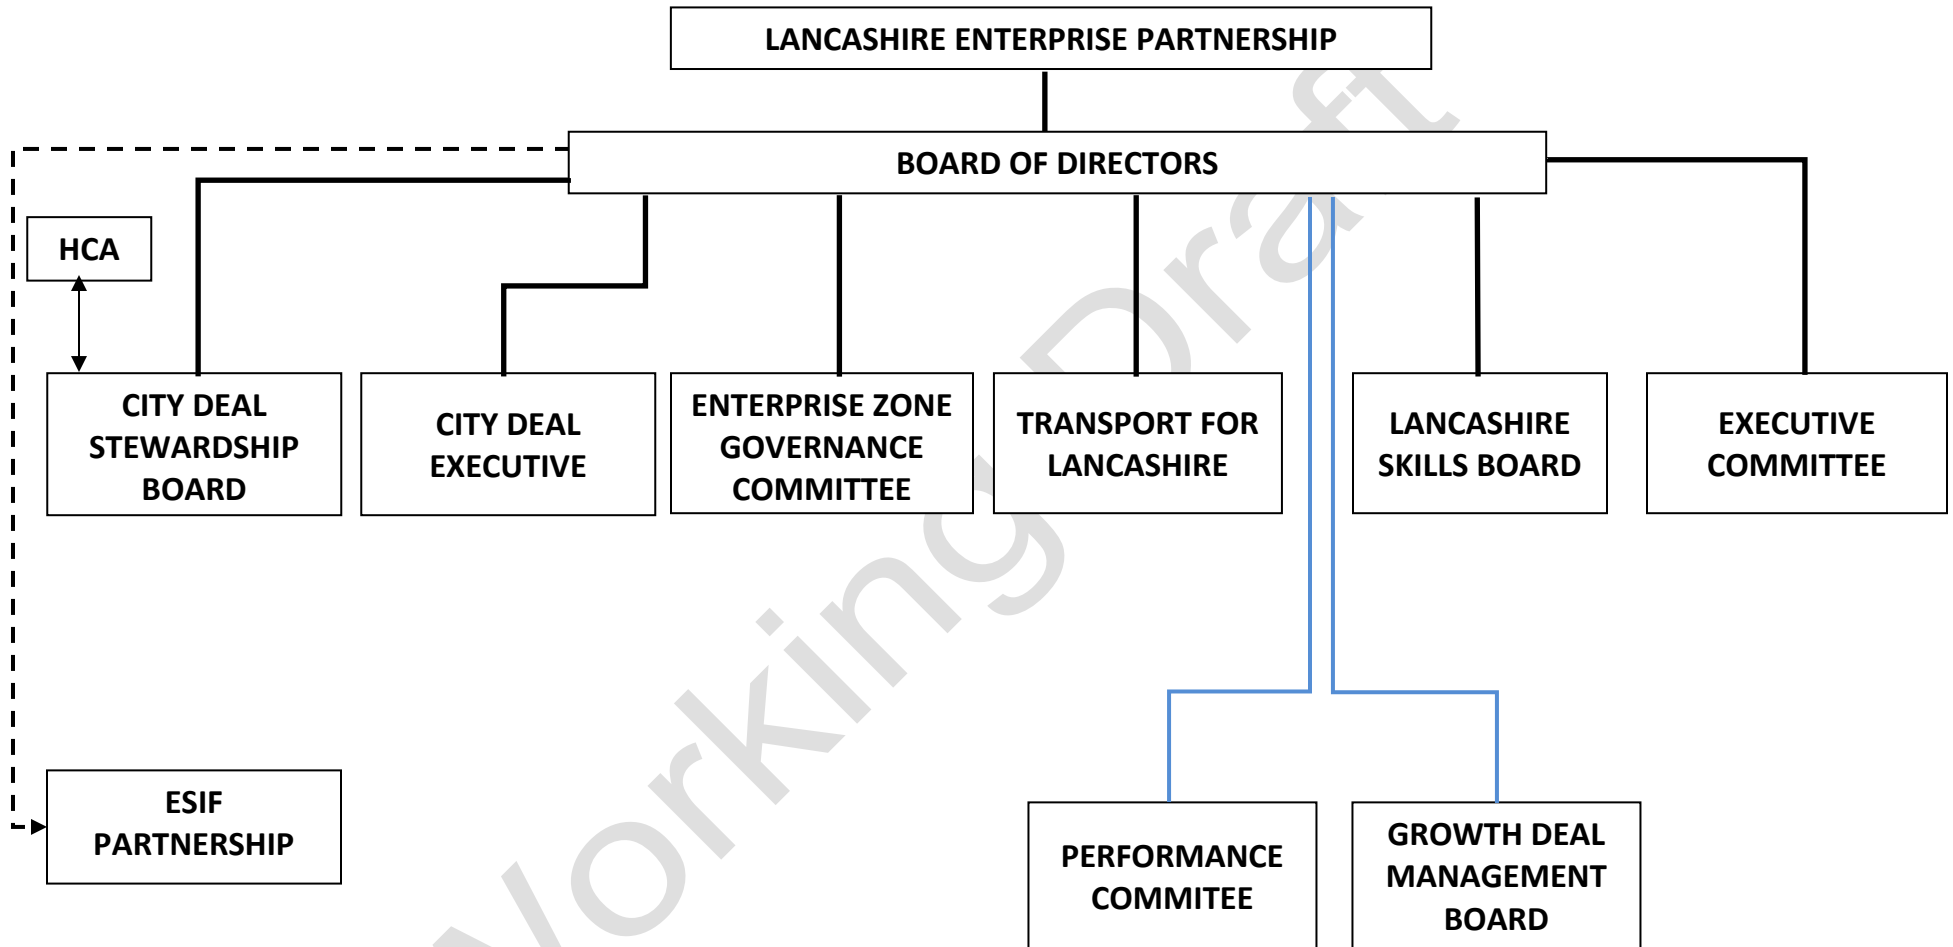 LANCASHIRE ENTERPRISE PARTNERSHIP
BOARD OF DIRECTORS
HCA
CITY DEAL
STEWARDSHIP
BOARD
CITY DEAL
EXECUTIVE
ENTERPRISE ZONE
GOVERNANCE
COMMITTEE
TRANSPORT FOR
LANCASHIRE
LANCASHIRE
SKILLS BOARD
EXECUTIVE
COMMITTEE
ESIF
PARTNERSHIP
PERFORMANCE
COMMITEE
GROWTH DEAL
MANAGEMENT
BOARD
Working Draft